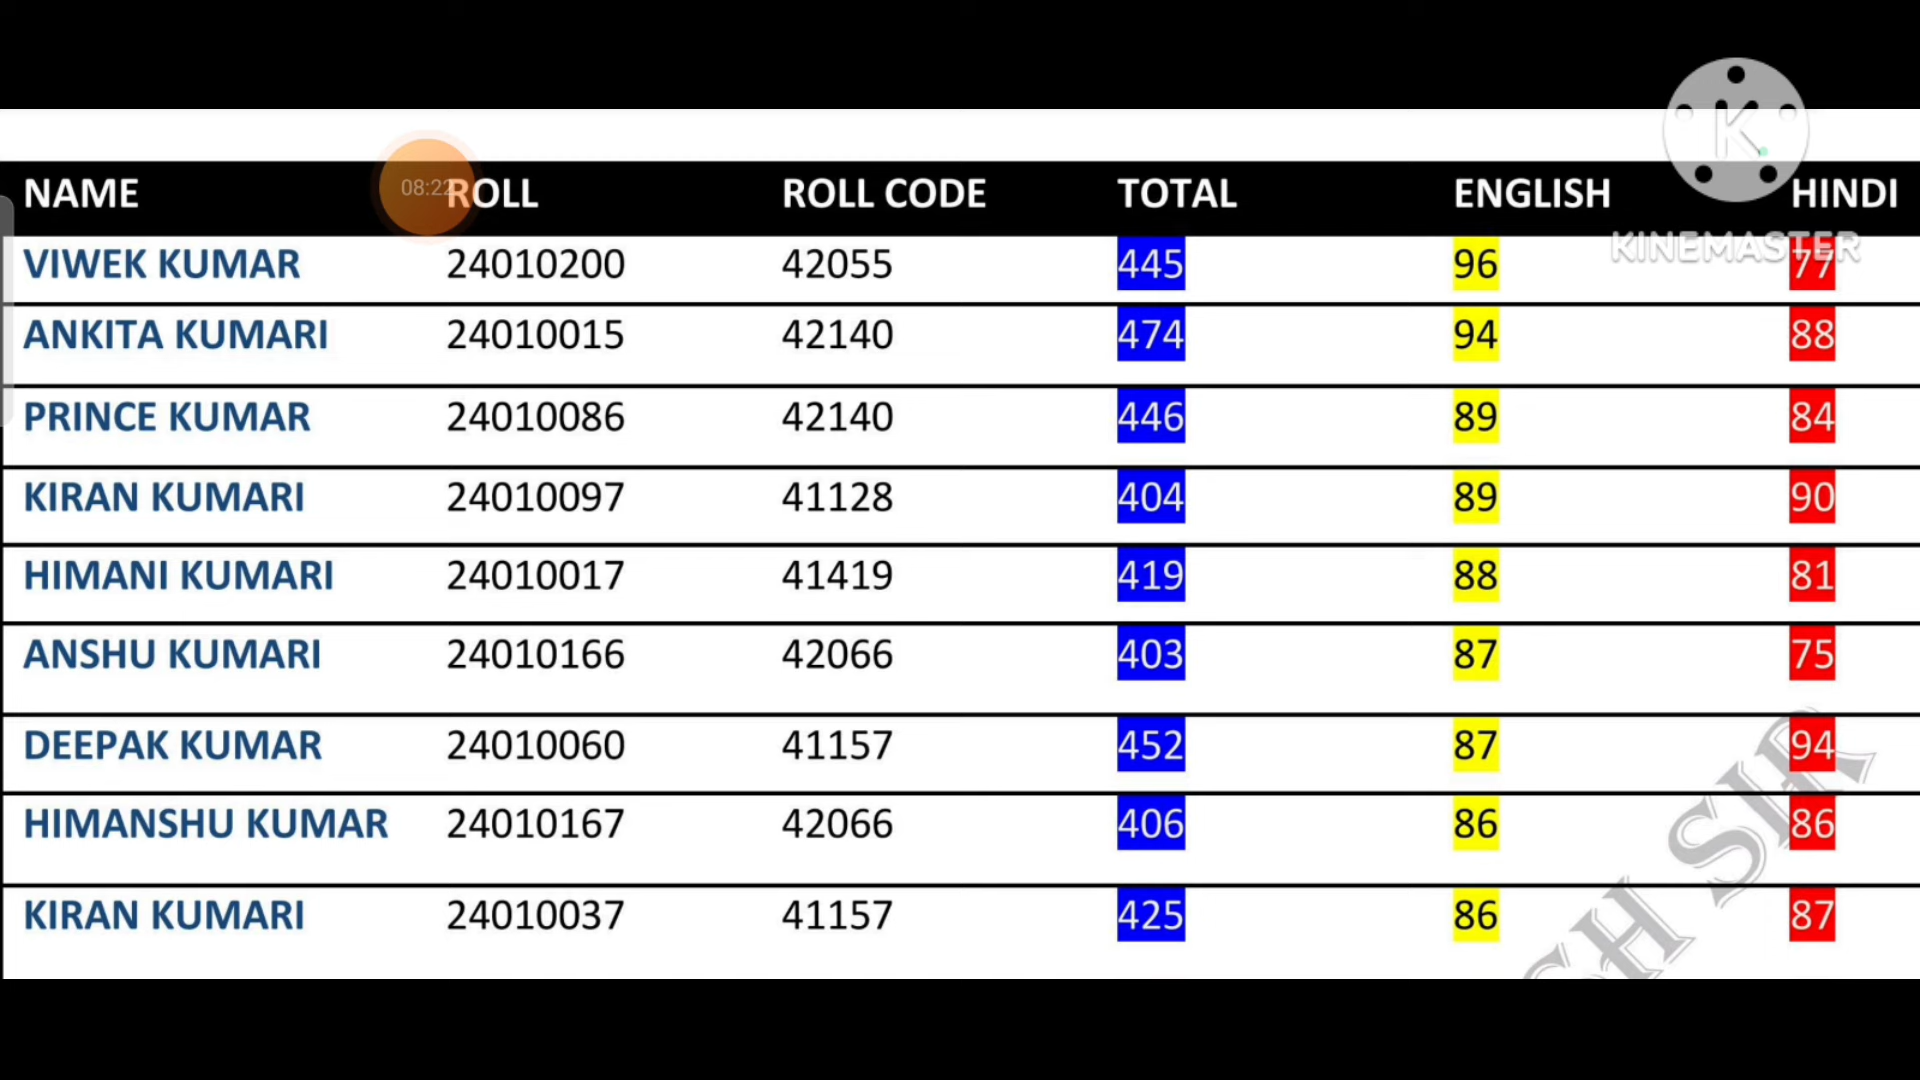 NAME ROLL ROLL CODE TOTAL ENGLISH HINDI
08:22
KINEMASTER
VIWEK KUMAR 24010200 42055 445 96 77
ANKITA KUMARI 24010015 42140 474 94 88
PRINCE KUMAR 24010086 42140 446 89 84
KIRAN KUMARI 24010097 41128 404 89 90
HIMANI KUMARI 24010017 41419 419 88 81
ANSHU KUMARI 24010166 42066 403 87 75
DEEPAK KUMAR 24010060 41157 452 87 94
HIMANSHU KUMAR 24010167 42066 406 86 86
KIRAN KUMARI 24010037 41157 425 86 87
SIR